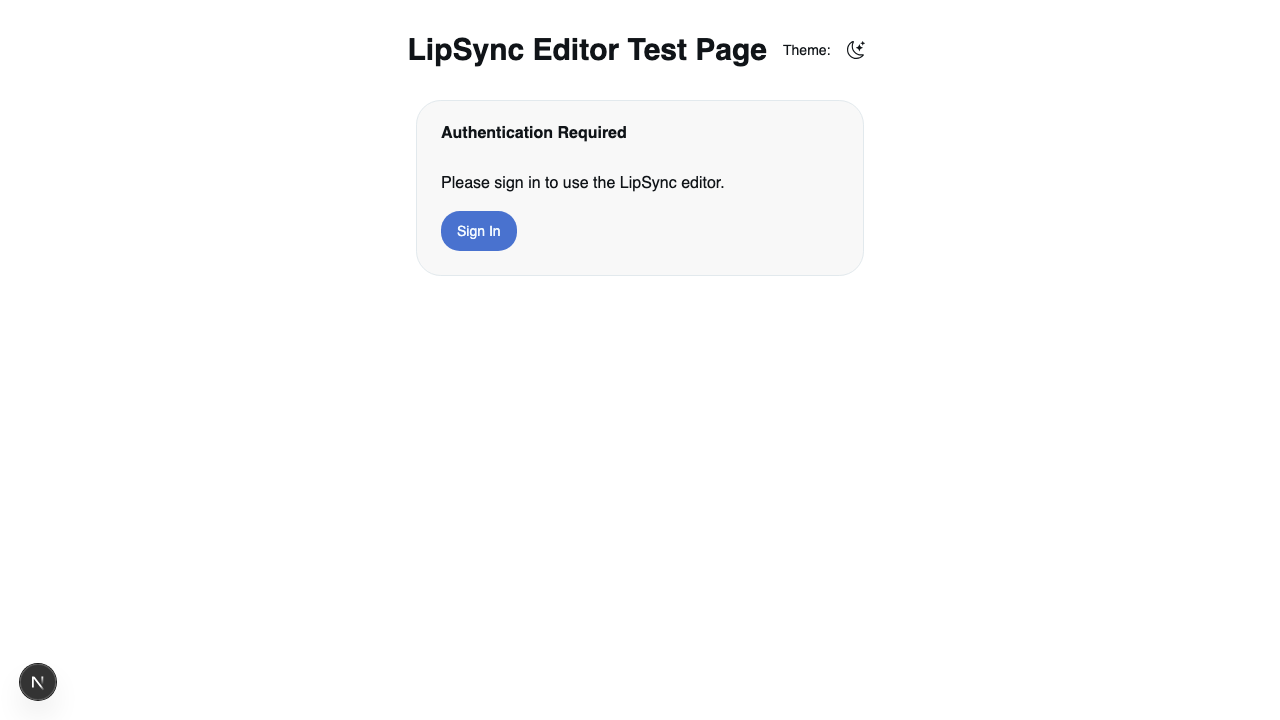 LipSync Editor Test Page
Theme:
Authentication Required
Please sign in to use the LipSync editor.
Sign In
N